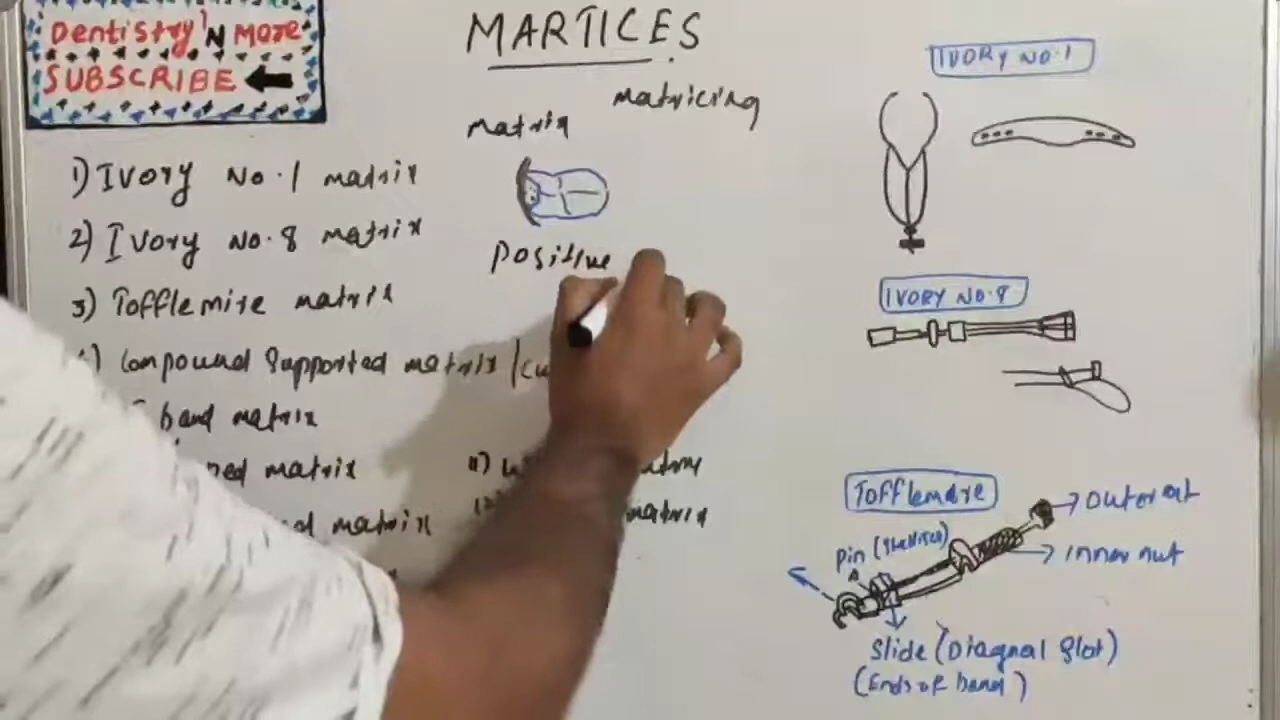 Dentistry'N More
SUBSCRIBE
MARTICES
matricing
matrix
1) Ivory No.1 matrix
2) Ivory No.8 matrix
positive
3) Tofflemire matrix
Compound Supported matrix /
band matrix
matrix
11)
matrix
matrix
IVORY NO.1
IVORY NO.8
Tofflemire
outer nut
Pin
inner nut
Slide (Diagnal slot)
(Ends of band)